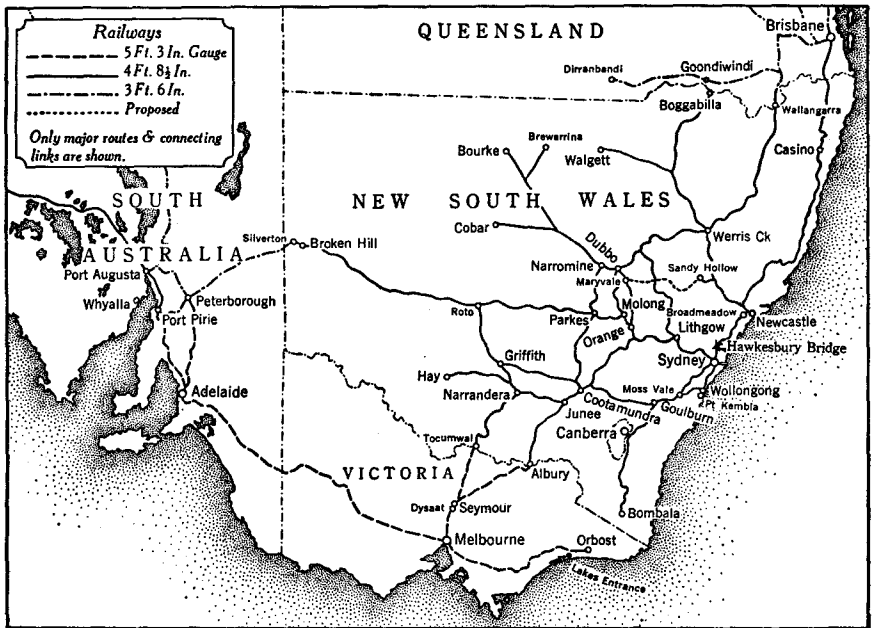 Railways
5 Ft. 3 In. Gauge
4 Ft. 8½ In.
3 Ft. 6 In.
Proposed
Only major routes & connecting
links are shown.
QUEENSLAND
Brisbane
Dirranbandi
Goondiwindi
Boggabilla
Wallangarra
Bourke
Brewarrina
Walgett
Casino
SOUTH
AUSTRALIA
NEW SOUTH WALES
Cobar
Dubbo
Werris Ck
Silverton
Broken Hill
Port Augusta
Narromine
Maryvale
Sandy Hollow
Whyalla
Peterborough
Port Pirie
Roto
Parkes
Molong
Broadmeadow
Newcastle
Orange
Lithgow
Hawkesbury Bridge
Sydney
Griffith
Hay
Moss Vale
Wollongong
Adelaide
Narrandera
Cootamundra
Goulburn
Pt Kembla
Junee
Canberra
Tocumwal
VICTORIA
Albury
Dysaat
Seymour
Bombala
Melbourne
Orbost
Lakes Entrance